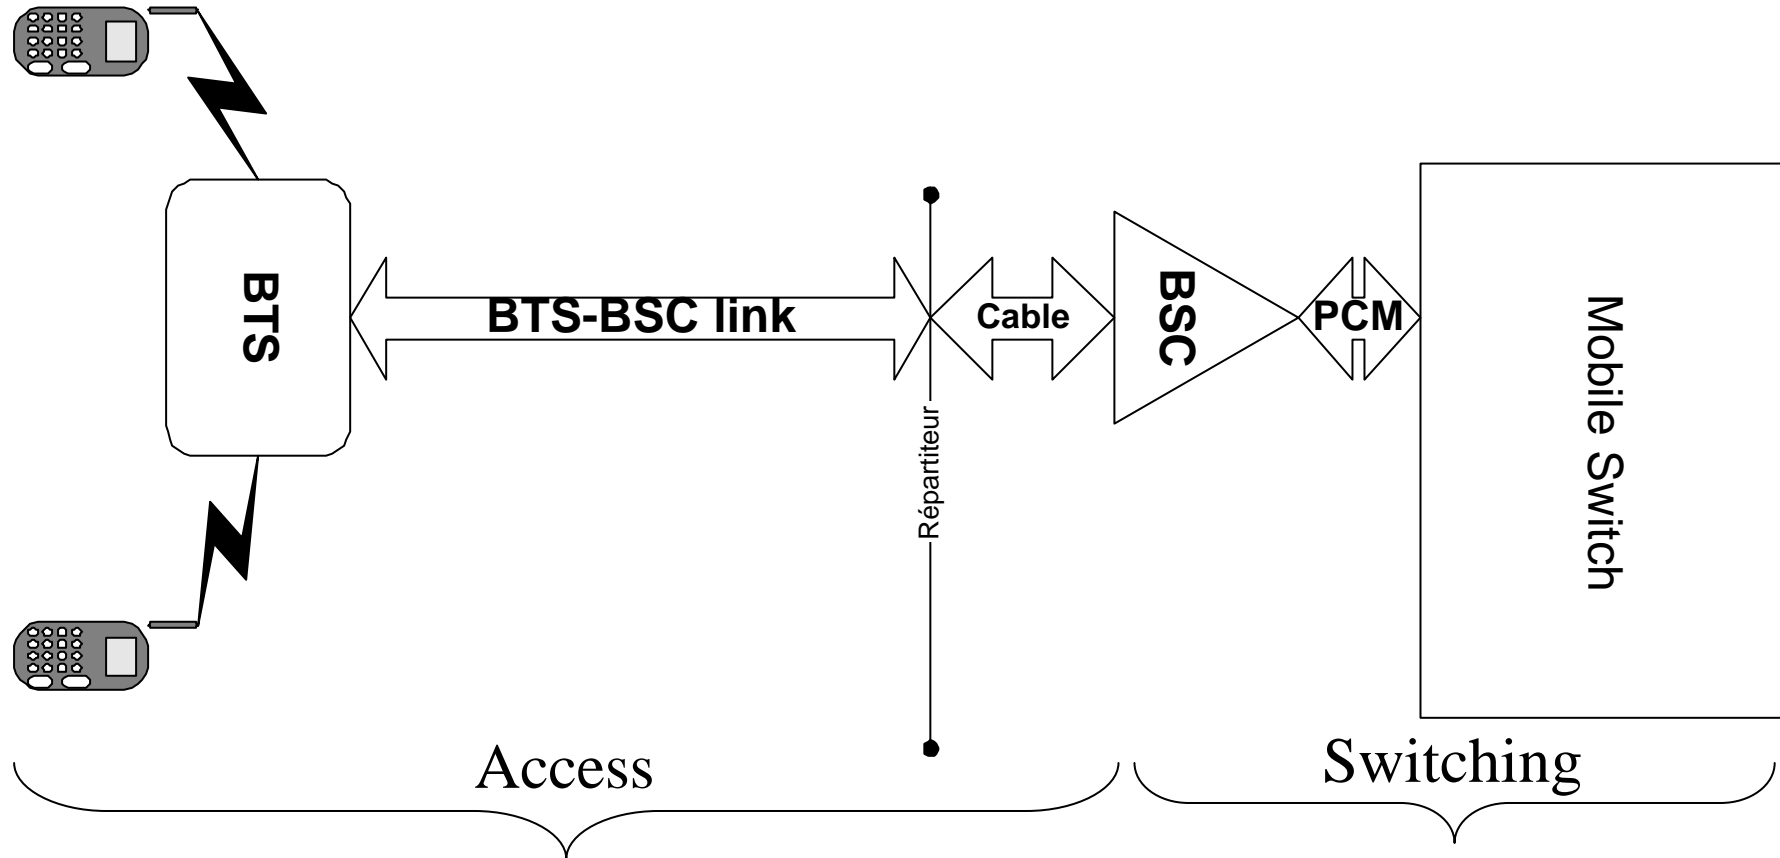 BTS
BTS-BSC link
Répartiteur
Cable
BSC
PCM
Mobile Switch
Access
Switching